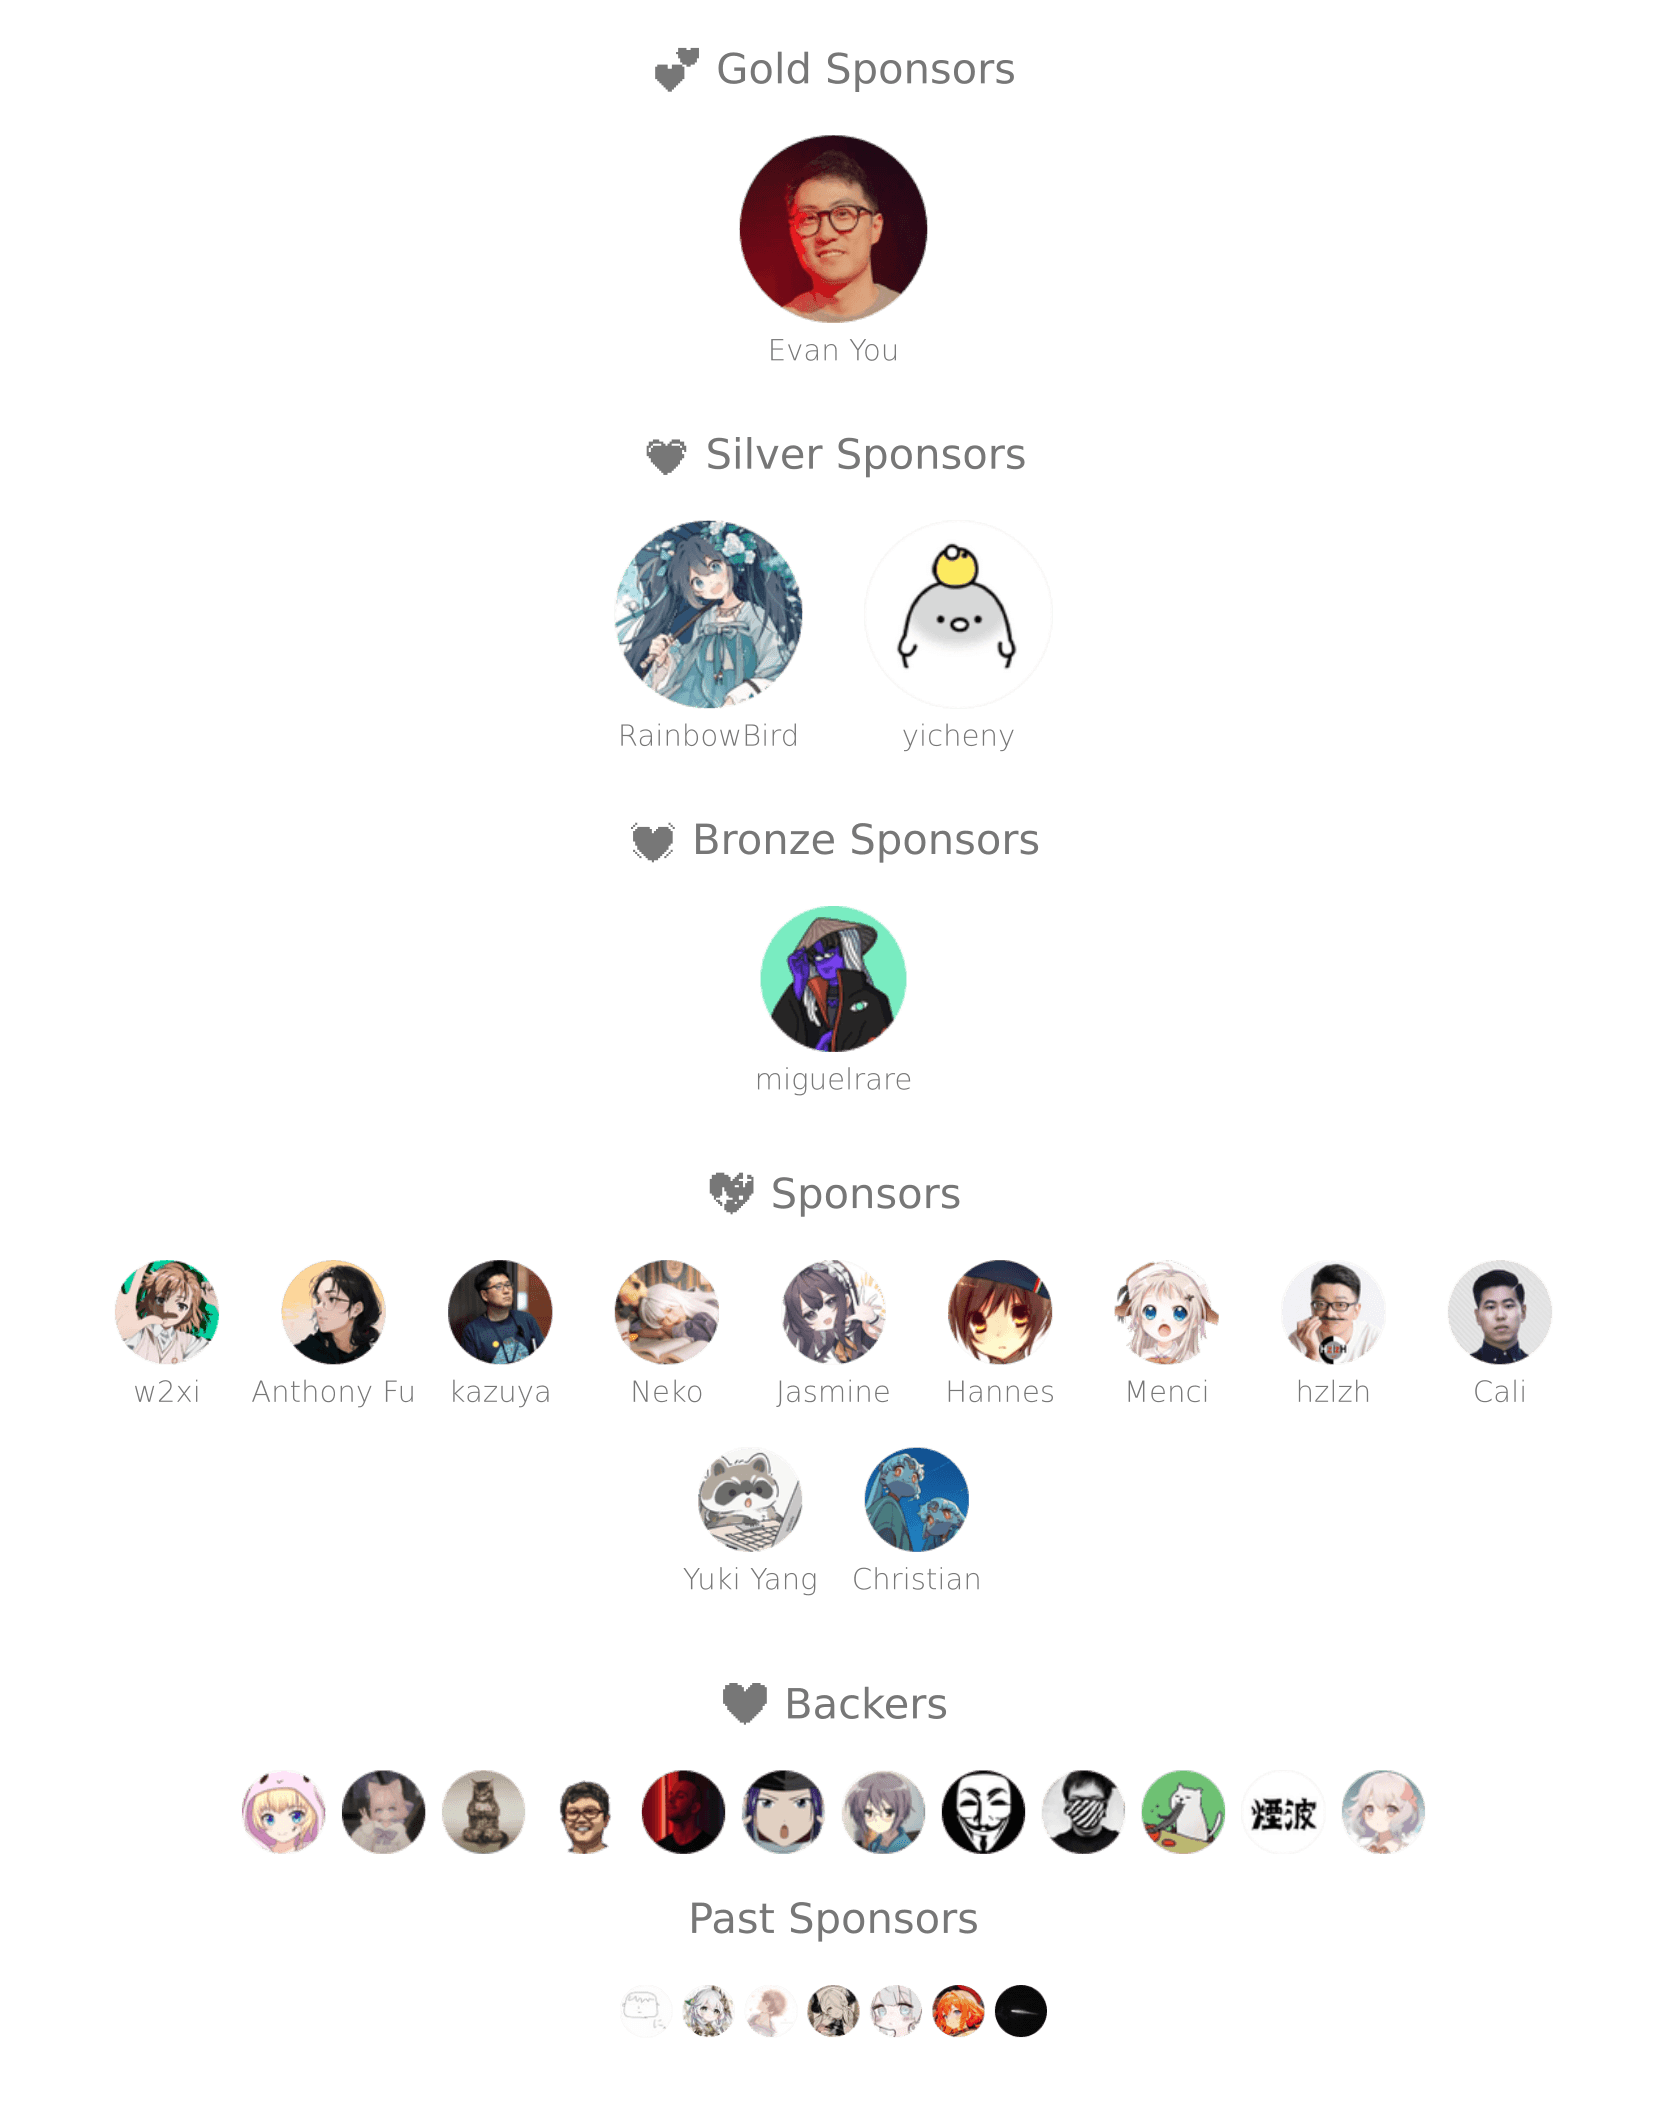 Gold Sponsors
Evan You
Silver Sponsors
RainbowBird yicheny
Bronze Sponsors
miguelrare
Sponsors
w2xi Anthony Fu kazuya Neko Jasmine Hannes Menci hzlzh Cali
HZLZH
Yuki Yang Christian
Backers
煙波
Past Sponsors